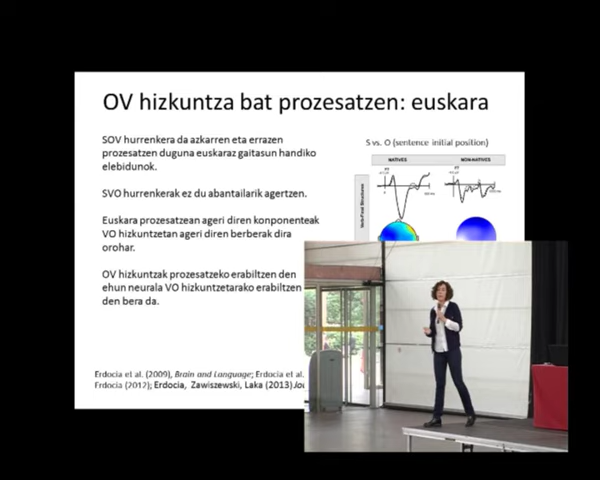 OV hizkuntza bat prozesatzen: euskara
SOV hurrenkera da azkarren eta errazen
prozesatzen duguna euskaraz gaitasun handiko
elebidunok.
SVO hurrenkerak ez du abantailarik agertzen.
Euskara prozesatzean ageri diren konponenteak
VO hizkuntzetan ageri diren berberak dira
orohar.
OV hizkuntzak prozesatzeko erabiltzen den
ehun neurala VO hizkuntzetarako erabiltzen
den bera da.
S vs. O (sentence initial position)
NATIVES
NON-NATIVES
Erdocia et al. (2009), Brain and Language; Erdocia et al.
Erdocia (2012); Erdocia, Zawiszewski, Laka (2013)